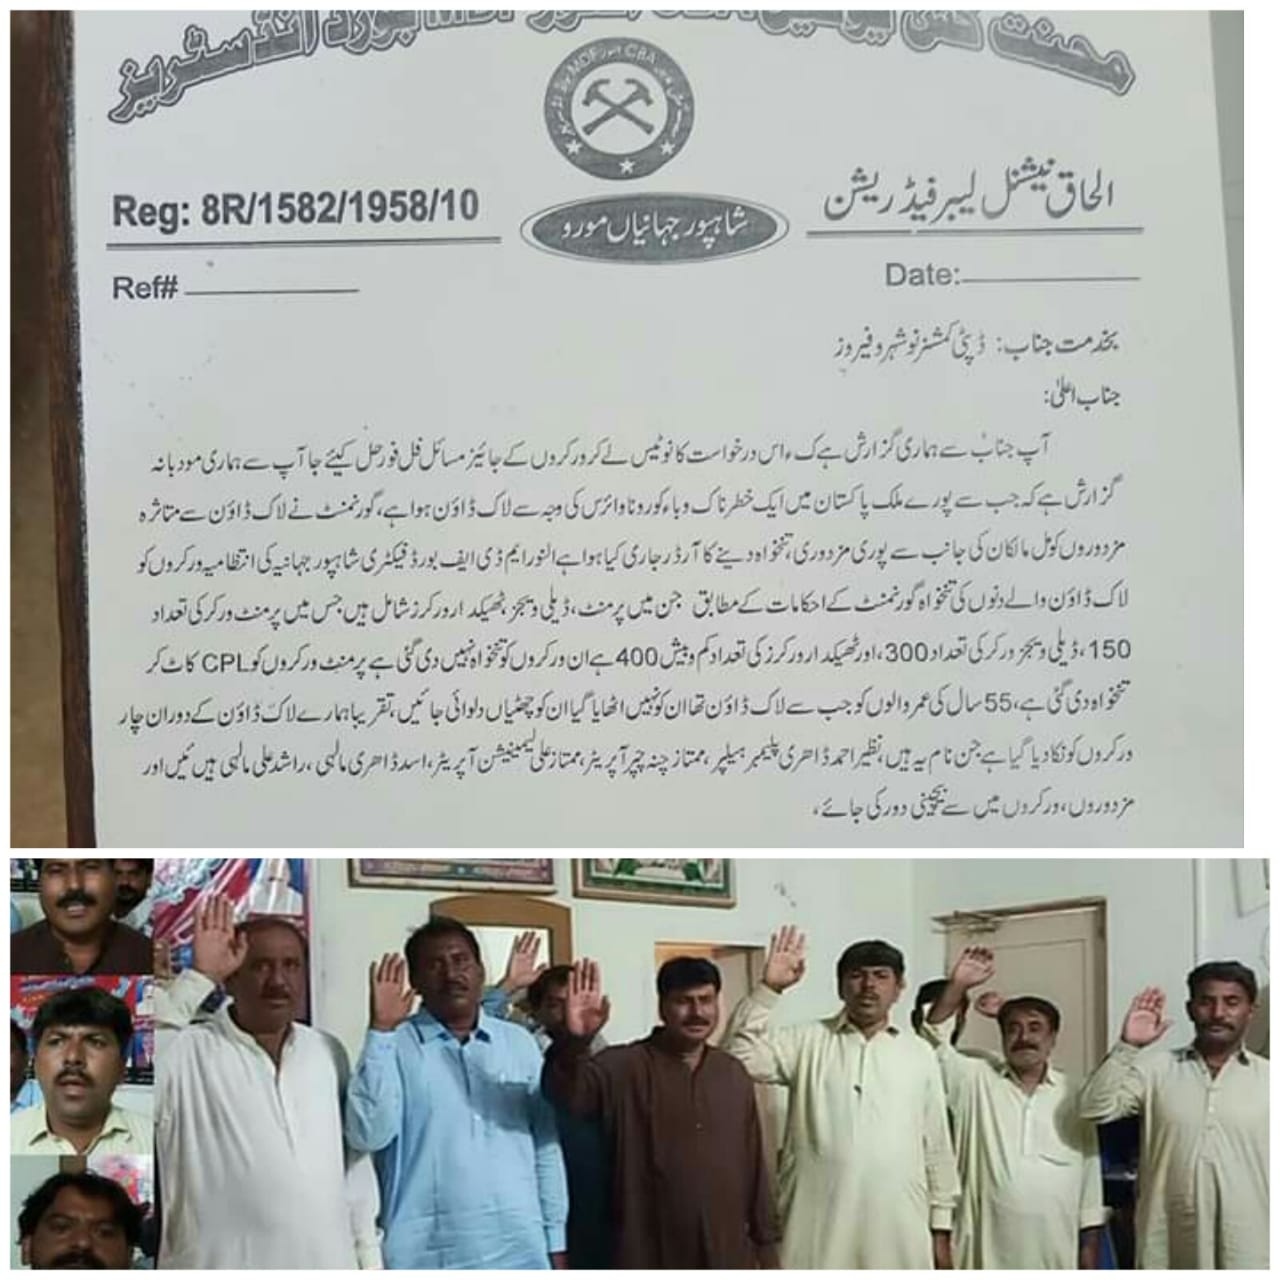 محنت کش یونین CBA النور MDF بورڈ انڈسٹریز
Reg: 8R/1582/1958/10
شاہپور جہانیاں مورو
الحاق نیشنل لیبر فیڈریشن
Ref#
Date:
بخدمت جناب: ڈپٹی کمشنر نوشہرو فیروز
جناب اعلیٰ:
آپ جناب سے ہماری گزارش ہے کہ اس درخواست کا نوٹیس لے کر ورکروں کے جائیز مسائل فل فور حل کیئے جا آپ سے ہماری مودبانہ
گزارش ہے کہ جب سے پورے ملک پاکستان میں ایک خطرناک وباء کورونا وائرس کی وجہ سے لاک ڈاؤن ہوا ہے، گورنمنٹ نے لاک ڈاؤن سے متاثرہ
مزدوروں کو مل مالکان کی جانب سے پوری مزدوری، تنخواہ دینے کا آرڈر جاری کیا ہوا ہے النور ایم ڈی ایف بورڈ فیکٹری شاہپور جہانیہ کی انتظامیہ ورکروں کو
لاک ڈاؤن والے دنوں کی تنخواہ گورنمنٹ کے احکامات کے مطابق جن میں پرمنٹ، ڈیلی ویجز، ٹھیکدار ورکرز شامل ہیں جس میں پرمنٹ ورکر کی تعداد
150، ڈیلی ویجز ورکر کی تعداد 300، اور ٹھیکدار ورکرز کی تعداد کم و بیش 400 ہے ان ورکروں کو تنخواہ نہیں دی گئی ہے پرمنٹ ورکروں کو CPL کاٹ کر
تنخواہ دی گئی ہے، 55 سال کی عمر والوں کو جب سے لاک ڈاؤن تھا ان کو نہیں اٹھایا گیا ان کو چھٹیاں دلوائی جائیں، تقریبا ہمارے لاک ڈاؤن کے دوران چار
ورکروں کو نکا دیا گیا ہے جن نام یہ ہیں، نظیر احمد ڈاھری پلیمبر ہیلپر، ممتاز چنہ چپر آپریٹر، ممتاز علی لیمینیشن آپریٹر، اسد ڈاھری مالہی، راشد علی مالہی ہیں ئیں اور
مزدوروں، ورکروں میں سے بیچینی دور کی جائے،